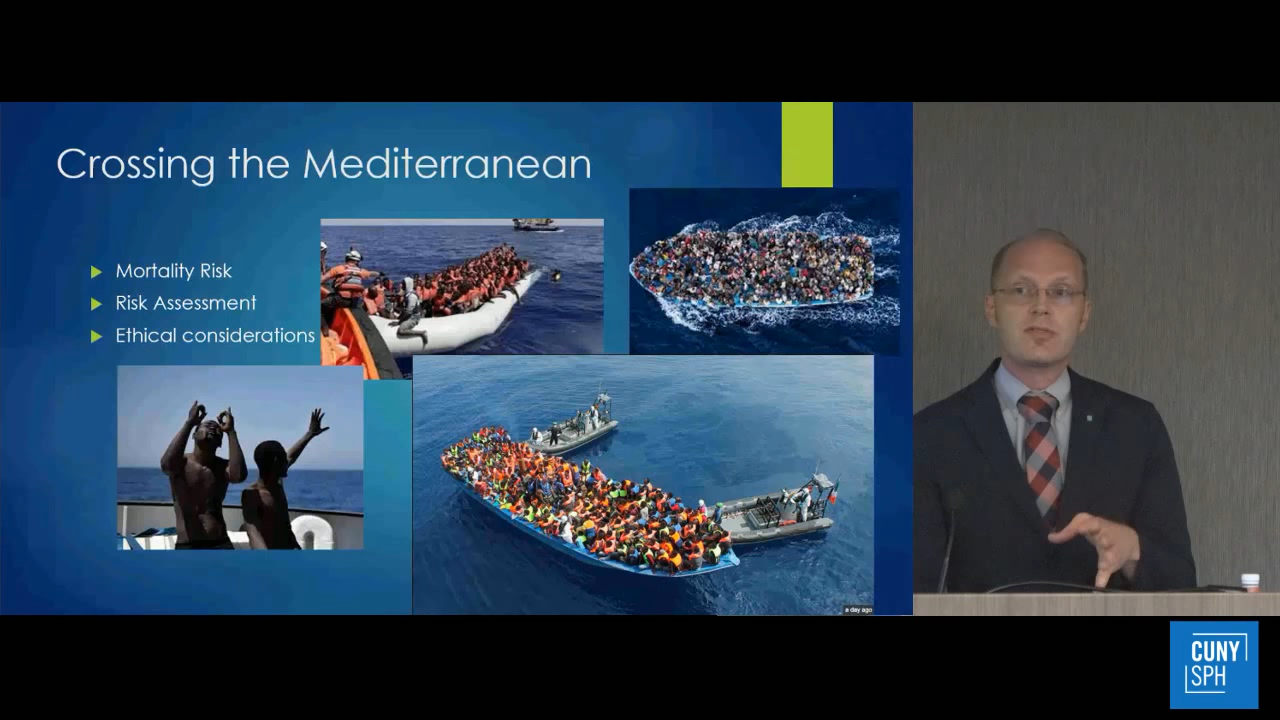 Crossing the Mediterranean
Mortality Risk
Risk Assessment
Ethical considerations
a day ago
CUNY
SPH